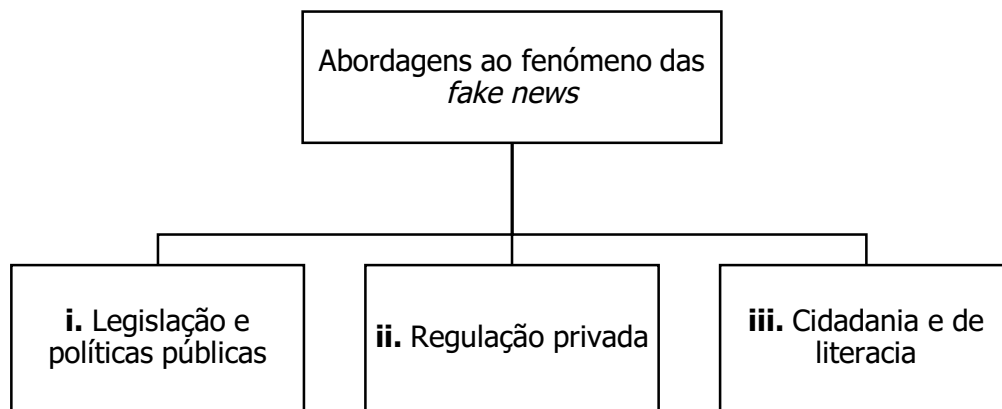 Abordagens ao fenómeno das
fake news
i. Legislação e
políticas públicas
ii. Regulação privada
iii. Cidadania e de
literacia